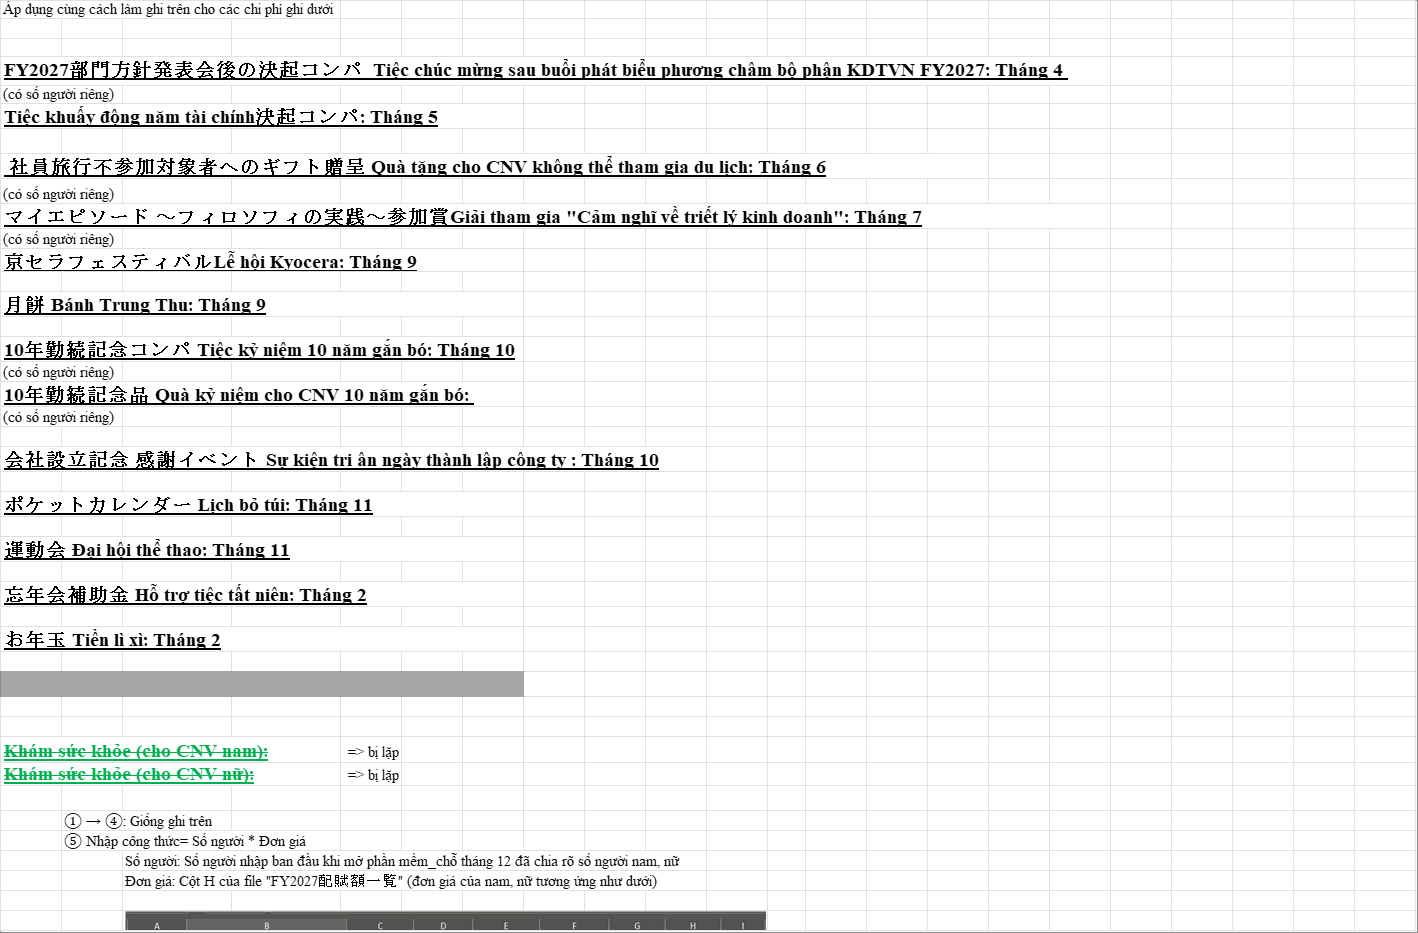 Áp dụng cùng cách làm ghi trên cho các chi phi ghi dưới
FY2027部門方針発表会後の決起コンパ Tiệc chúc mừng sau buổi phát biểu phương châm bộ phận KDTVN FY2027: Tháng 4
(có số người riêng)
Tiệc khuấy động năm tài chính決起コンパ: Tháng 5
社員旅行不参加対象者へのギフト贈呈 Quà tặng cho CNV không thể tham gia du lịch: Tháng 6
(có số người riêng)
マイエピソード ～フィロソフィの実践～参加賞Giải tham gia "Cảm nghĩ về triết lý kinh doanh": Tháng 7
(có số người riêng)
京セラフェスティバルLễ hội Kyocera: Tháng 9
月餅 Bánh Trung Thu: Tháng 9
10年勤続記念コンパ Tiệc kỷ niệm 10 năm gắn bó: Tháng 10
(có số người riêng)
10年勤続記念品 Quà kỷ niệm cho CNV 10 năm gắn bó:
(có số người riêng)
会社設立記念 感謝イベント Sự kiện tri ân ngày thành lập công ty : Tháng 10
ポケットカレンダー Lịch bỏ túi: Tháng 11
運動会 Đại hội thể thao: Tháng 11
忘年会補助金 Hỗ trợ tiệc tất niên: Tháng 2
お年玉 Tiền lì xì: Tháng 2
Khám sức khỏe (cho CNV nam): => bị lặp
Khám sức khỏe (cho CNV nữ): => bị lặp
① → ④: Giống ghi trên
⑤ Nhập công thức= Số người * Đơn giá
Số người: Số người nhập ban đầu khi mở phần mềm_chỗ tháng 12 đã chia rõ số người nam, nữ
Đơn giá: Cột H của file "FY2027配賦額一覧" (đơn giá của nam, nữ tương ứng như dưới)
A B C D E F G H I